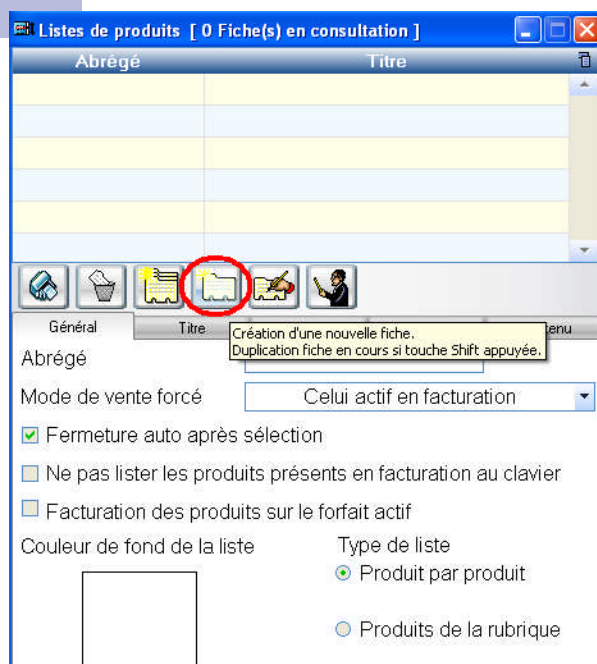 Listes de produits [ 0 Fiche(s) en consultation ]
Abrégé Titre
Général Titre enu
Création d'une nouvelle fiche.
Duplication fiche en cours si touche Shift appuyée.
Abrégé
Mode de vente forcé Celui actif en facturation
Fermeture auto après sélection
Ne pas lister les produits présents en facturation au clavier
Facturation des produits sur le forfait actif
Couleur de fond de la liste Type de liste
Produit par produit
Produits de la rubrique